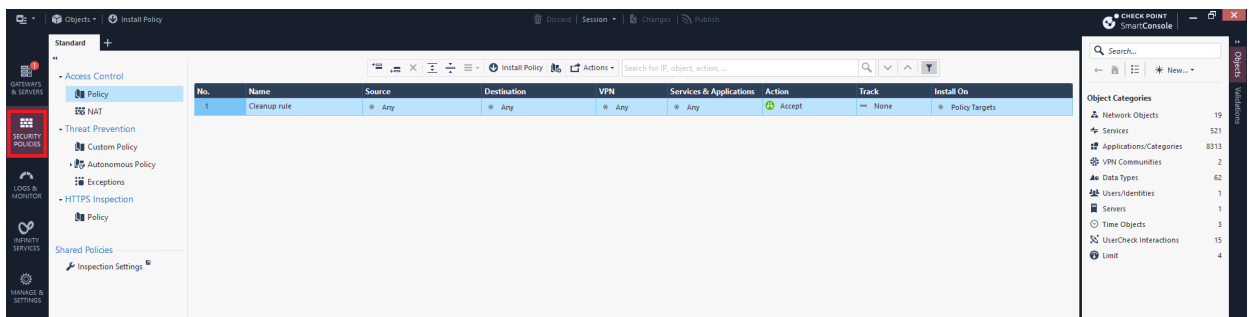 Objects
Install Policy
Discard
Session
Changes
Publish
CHECK POINT
SmartConsole
Standard
1
GATEWAYS
& SERVERS
SECURITY
POLICIES
LOGS &
MONITOR
INFINITY
SERVICES
MANAGE &
SETTINGS
Access Control
Policy
NAT
Threat Prevention
Custom Policy
Autonomous Policy
Exceptions
HTTPS Inspection
Policy
Shared Policies
Inspection Settings
Install Policy
Actions
Search for IP, object, action, ...
No. Name Source Destination VPN Services & Applications Action Track Install On
1 Cleanup rule Any Any Any Any Accept None Policy Targets
Search...
New...
Object Categories
Network Objects 19
Services 521
Applications/Categories 8313
VPN Communities 2
Data Types 62
Users/Identities 1
Servers 1
Time Objects 3
UserCheck Interactions 15
Limit 4
Objects
Validations